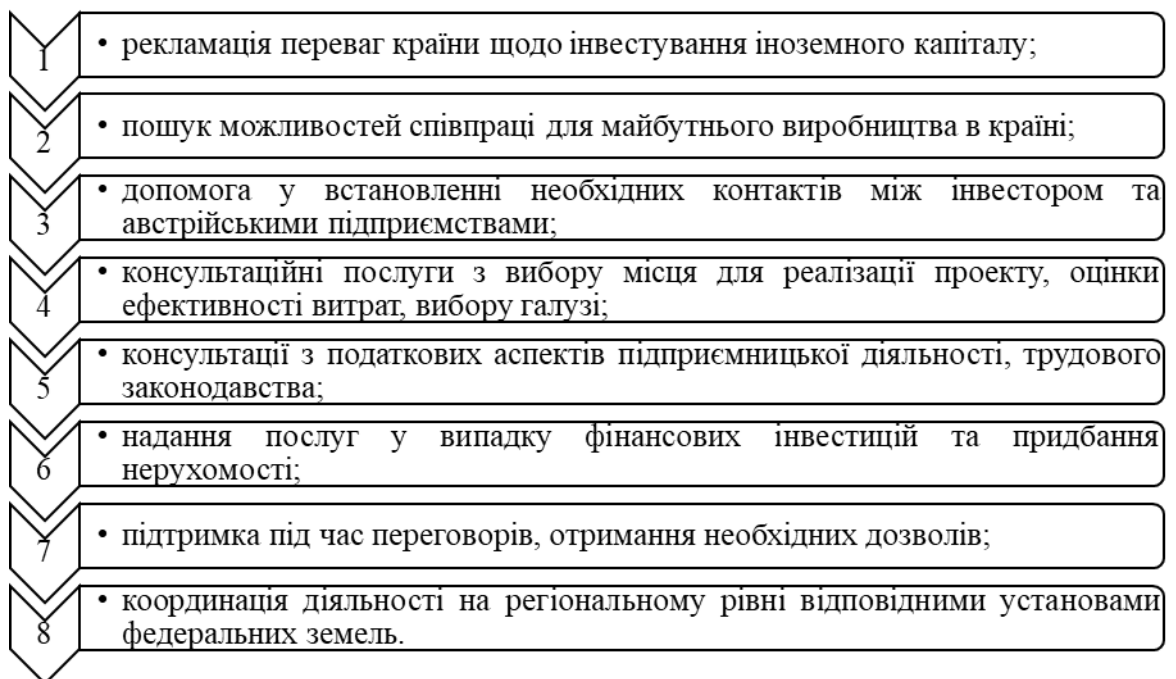 1
• рекламація переваг країни щодо інвестування іноземного капіталу;
2
• пошук можливостей співпраці для майбутнього виробництва в країні;
3
• допомога у встановленні необхідних контактів між інвестором та
австрійськими підприємствами;
4
• консультаційні послуги з вибору місця для реалізації проекту, оцінки
ефективності витрат, вибору галузі;
5
• консультації з податкових аспектів підприємницької діяльності, трудового
законодавства;
6
• надання послуг у випадку фінансових інвестицій та придбання
нерухомості;
7
• підтримка під час переговорів, отримання необхідних дозволів;
8
• координація діяльності на регіональному рівні відповідними установами
федеральних земель.